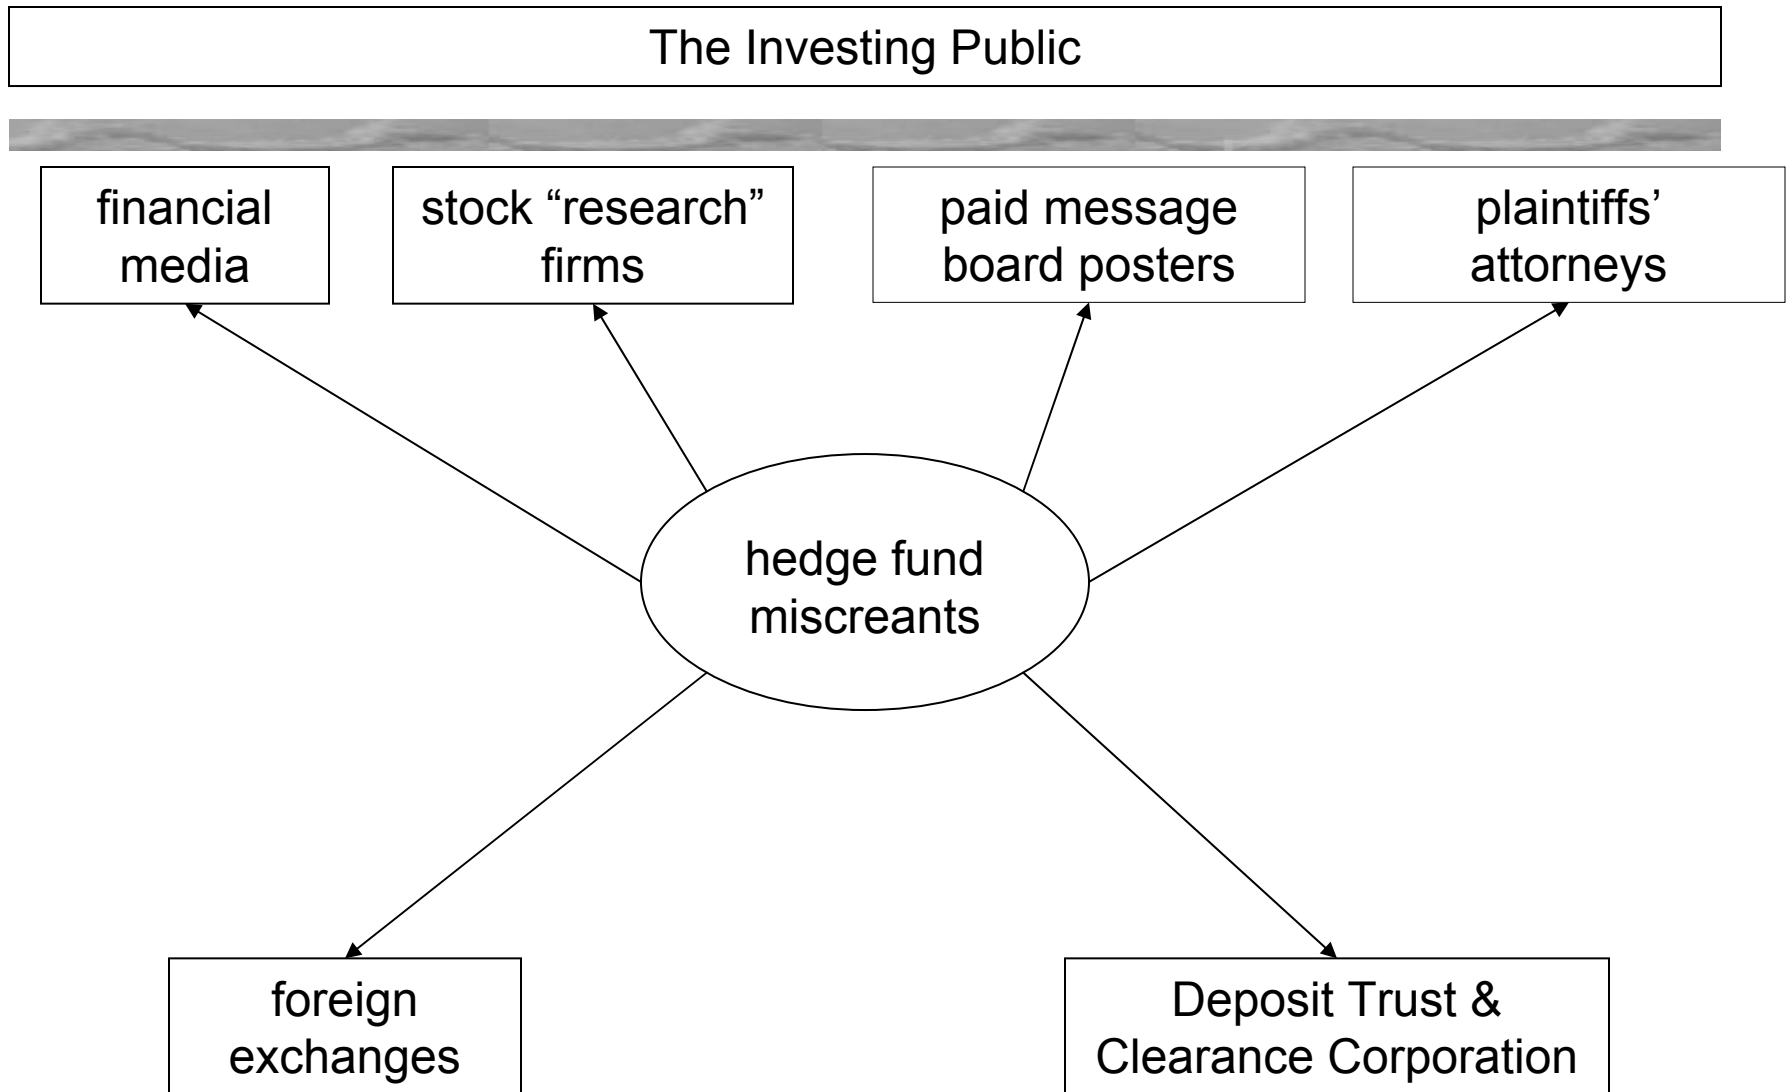 The Investing Public
financial
media
stock “research”
firms
paid message
board posters
plaintiffs’
attorneys
hedge fund
miscreants
foreign
exchanges
Deposit Trust &
Clearance Corporation